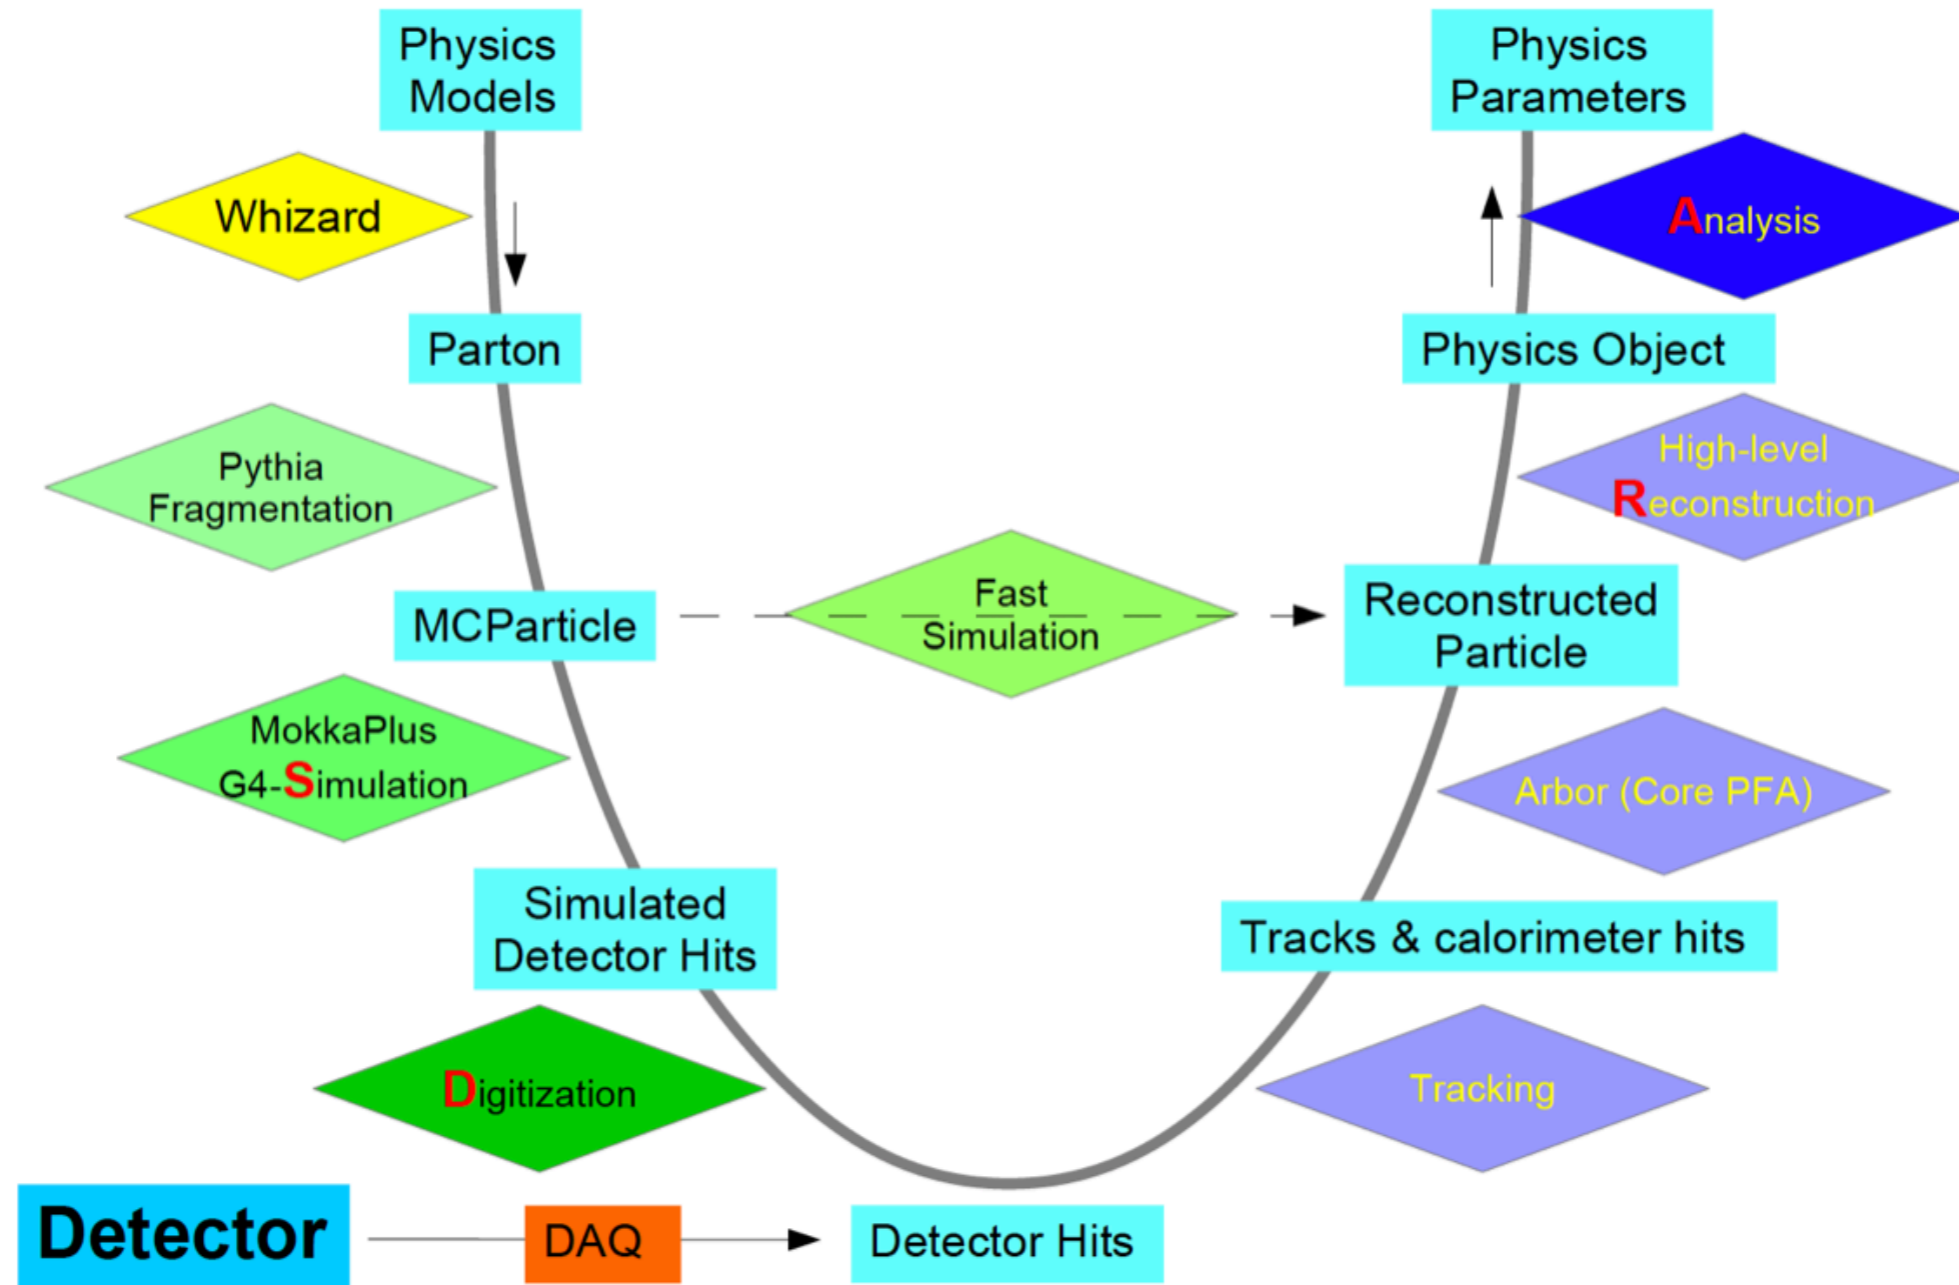 Physics
Models
Physics
Parameters
Whizard
Analysis
Parton
Physics Object
Pythia
Fragmentation
High-level
Reconstruction
MCParticle
Fast
Simulation
Reconstructed
Particle
MokkaPlus
G4-Simulation
Arbor (Core PFA)
Simulated
Detector Hits
Tracks & calorimeter hits
Digitization
Tracking
Detector
DAQ
Detector Hits